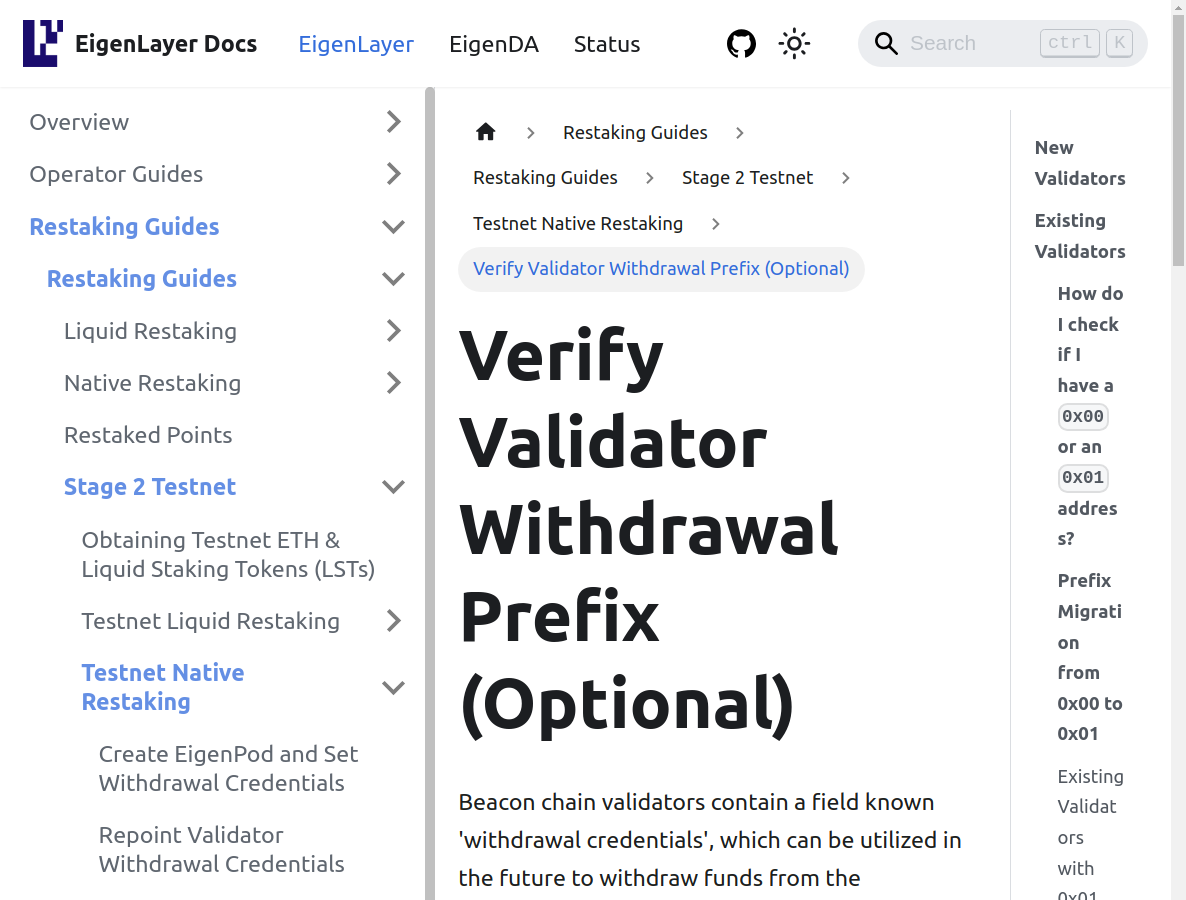 EigenLayer Docs
EigenLayer
EigenDA
Status
Search
ctrl
K
Overview
Operator Guides
Restaking Guides
Restaking Guides
Liquid Restaking
Native Restaking
Restaked Points
Stage 2 Testnet
Obtaining Testnet ETH &
Liquid Staking Tokens (LSTs)
Testnet Liquid Restaking
Testnet Native
Restaking
Create EigenPod and Set
Withdrawal Credentials
Repoint Validator
Withdrawal Credentials
Restaking Guides
Restaking Guides
Stage 2 Testnet
Testnet Native Restaking
Verify Validator Withdrawal Prefix (Optional)
Verify
Validator
Withdrawal
Prefix
(Optional)
Beacon chain validators contain a field known
'withdrawal credentials', which can be utilized in
the future to withdraw funds from the
New
Validators
Existing
Validators
How do
I check
if I
have a
0x00
or an
0x01
addres
s?
Prefix
Migrati
on
from
0x00 to
0x01
Existing
Validat
ors
with
0x01